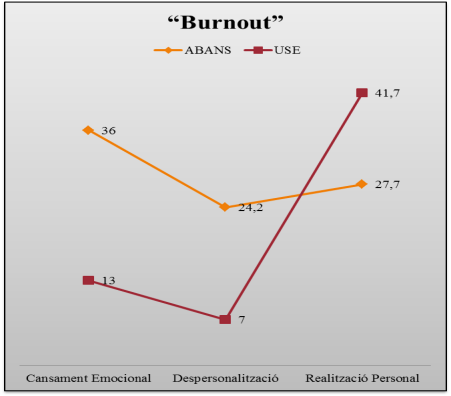 “Burnout”
ABANS USE
41,7
36
27,7
24,2
13
7
Cansament Emocional Despersonalització Realització Personal